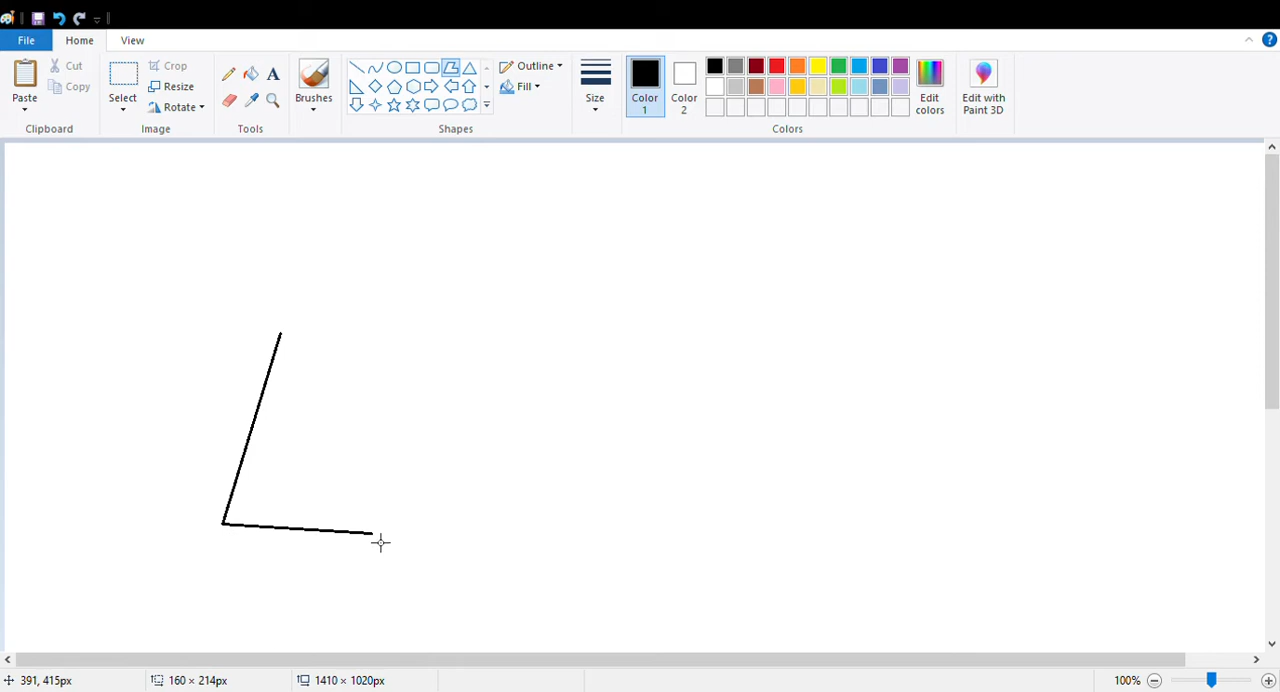 File Home View
Cut Crop Outline
Copy Resize Fill
Paste Select Rotate Brushes Size Color 1 Color 2 Edit colors Edit with Paint 3D
Clipboard Image Tools Shapes Colors
391, 415px 160 × 214px 1410 × 1020px 100%